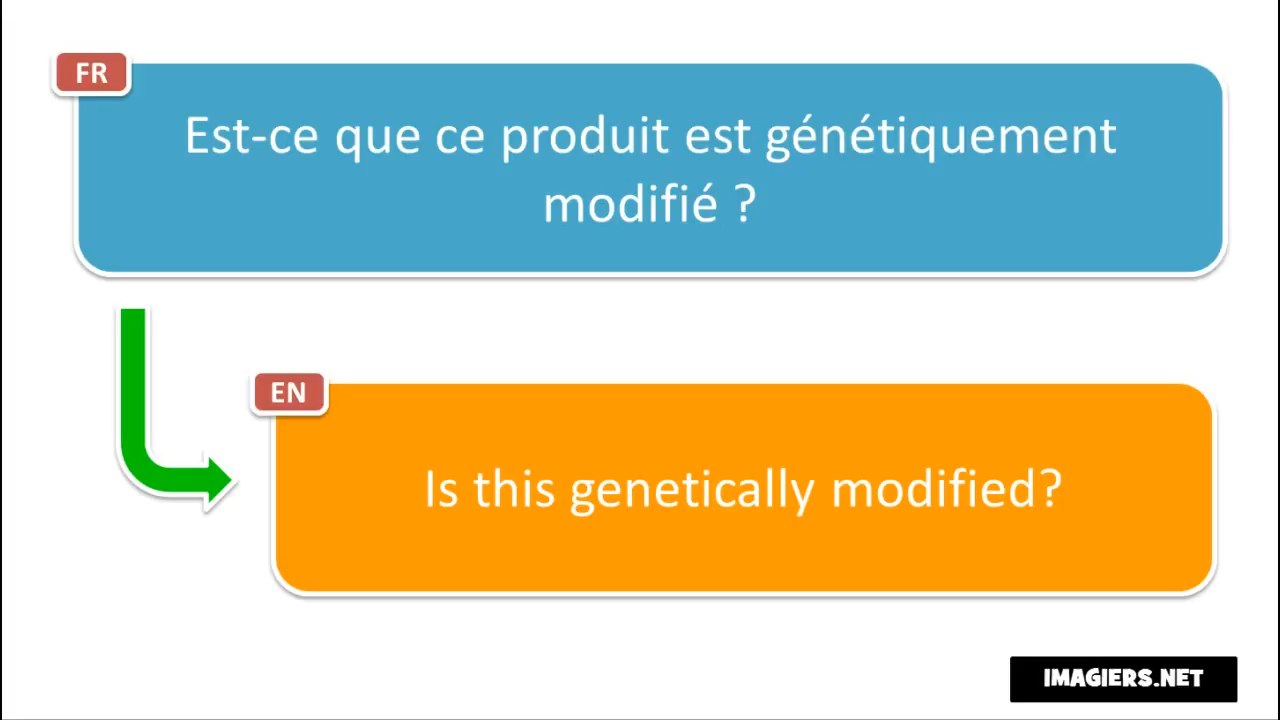 FR
Est-ce que ce produit est génétiquement
modifié ?
EN
Is this genetically modified?
IMAGIERS.NET